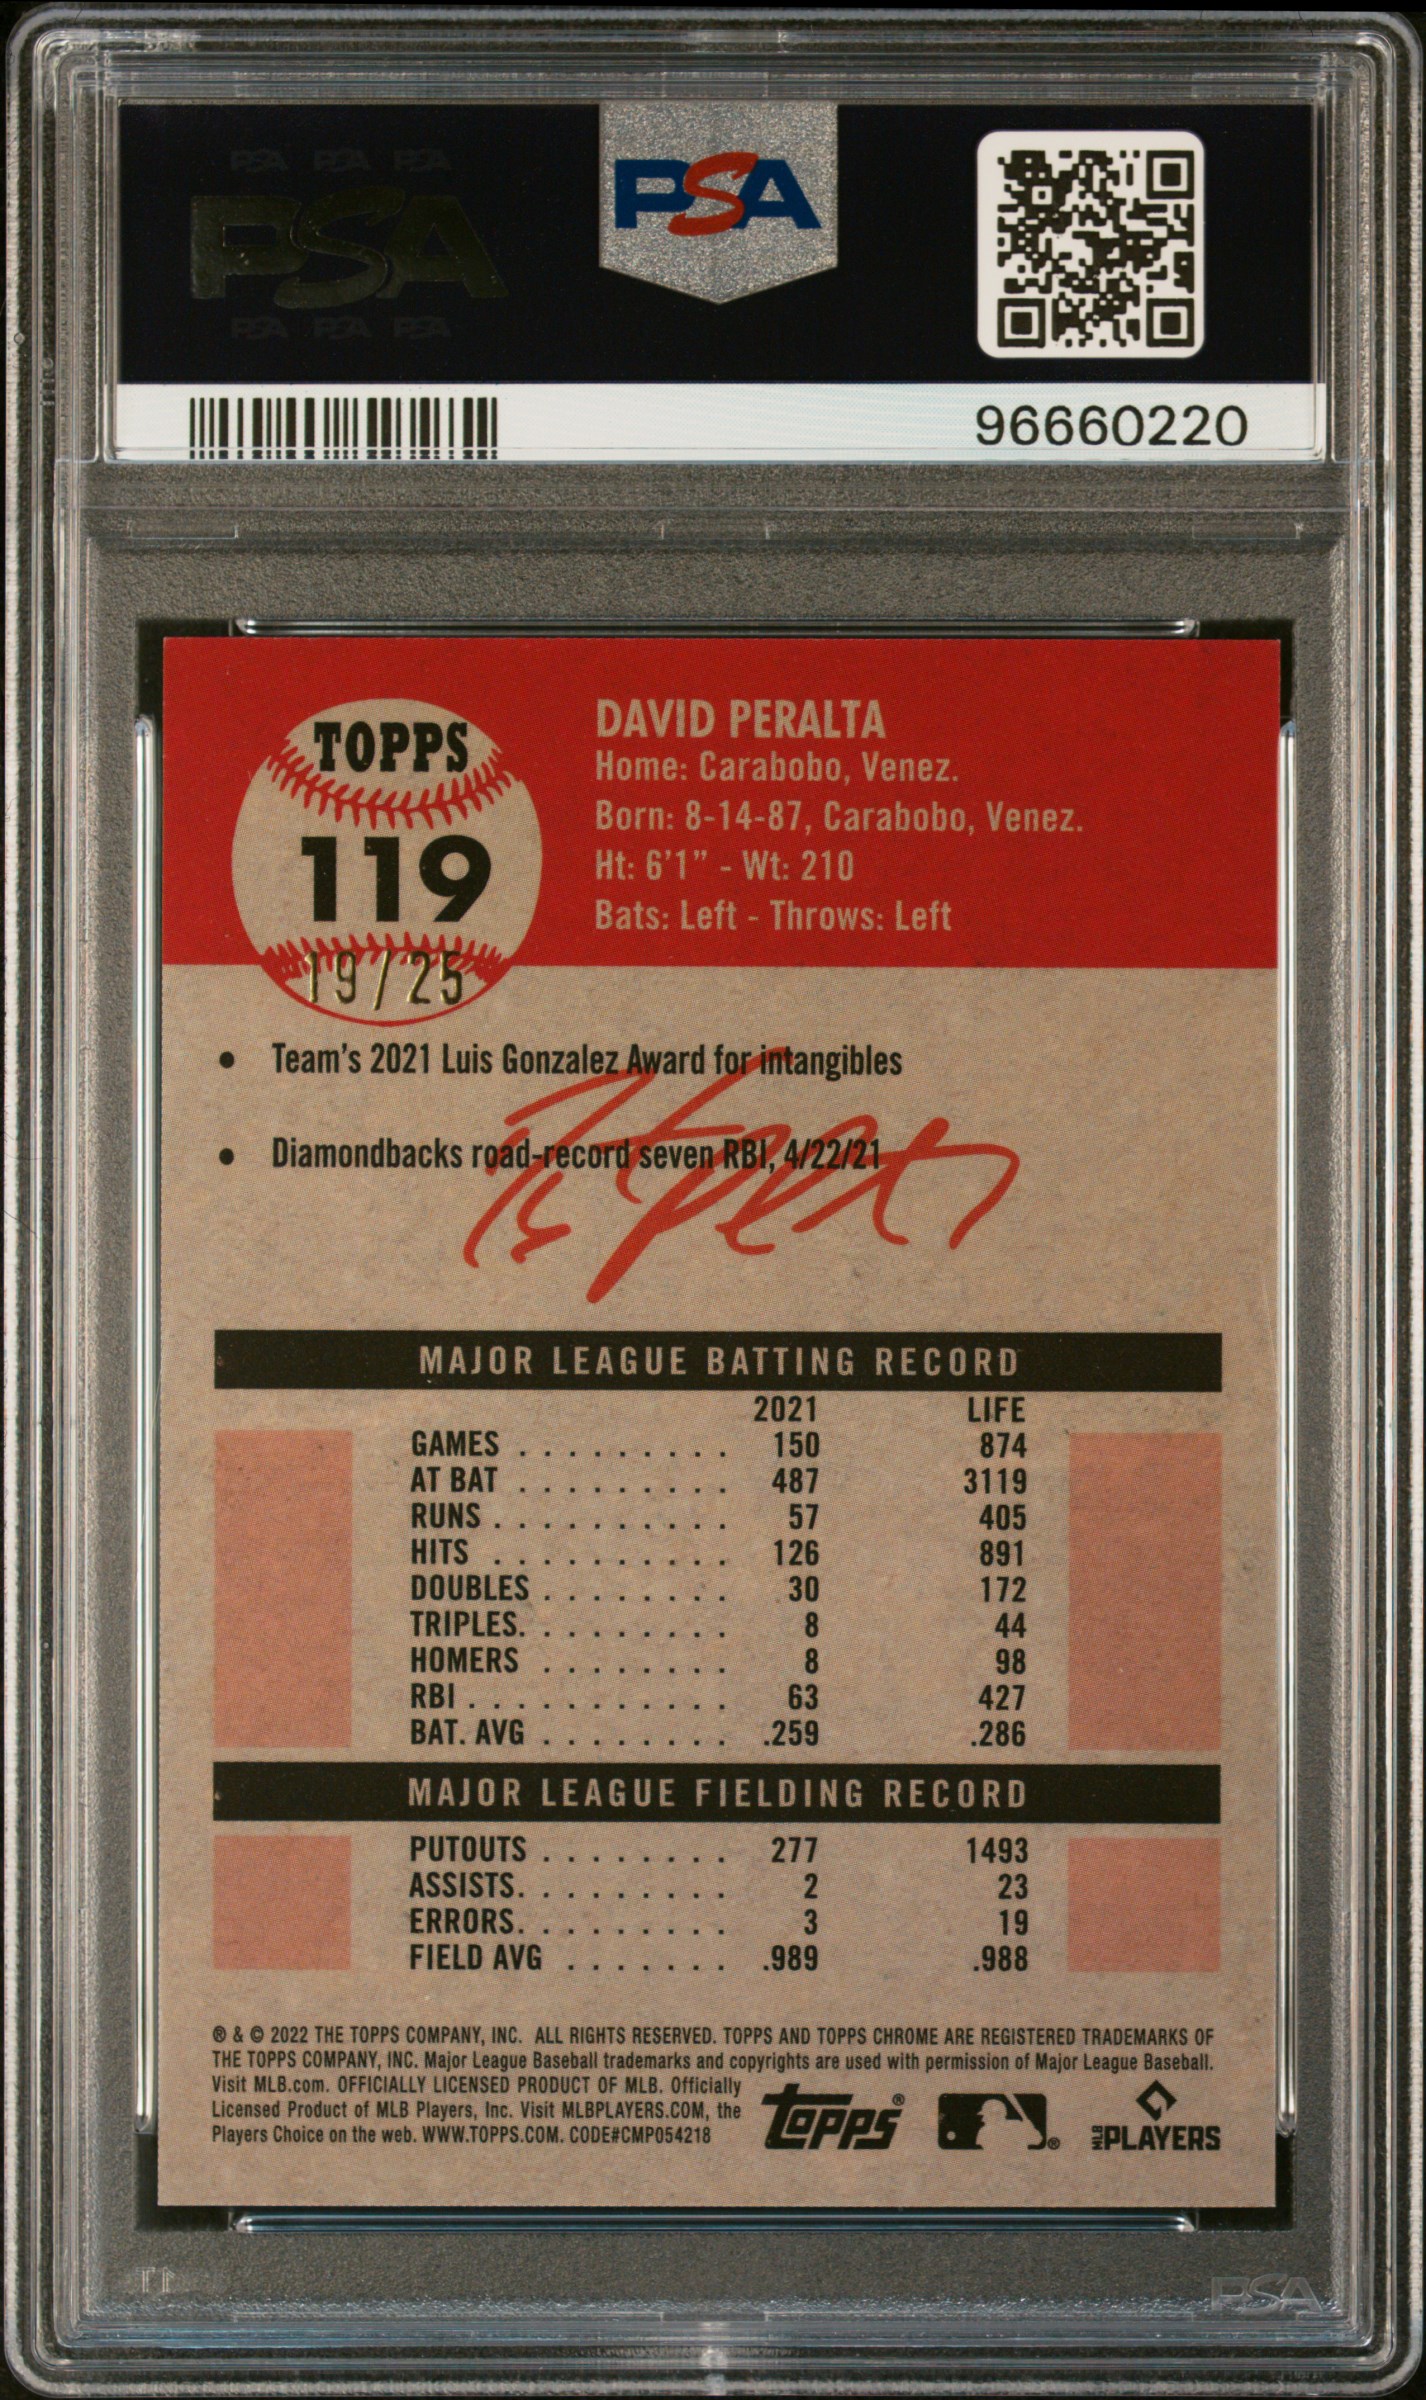 PSA PSA PSA
PSA
PSA PSA PSA
PSA
96660220
TOPPS
119
19/25
DAVID PERALTA
Home: Carabobo, Venez.
Born: 8-14-87, Carabobo, Venez.
Ht: 6'1" - Wt: 210
Bats: Left - Throws: Left
• Team's 2021 Luis Gonzalez Award for intangibles
• Diamondbacks road-record seven RBI, 4/22/21
MAJOR LEAGUE BATTING RECORD
2021 LIFE
GAMES . . . . . . . . . 150 874
AT BAT . . . . . . . . . 487 3119
RUNS . . . . . . . . . . 57 405
HITS . . . . . . . . . . 126 891
DOUBLES . . . . . . . . 30 172
TRIPLES. . . . . . . . . 8 44
HOMERS . . . . . . . . 8 98
RBI . . . . . . . . . . . 63 427
BAT. AVG . . . . . . . . .259 .286
MAJOR LEAGUE FIELDING RECORD
PUTOUTS . . . . . . . . 277 1493
ASSISTS. . . . . . . . . 2 23
ERRORS. . . . . . . . . 3 19
FIELD AVG . . . . . . . .989 .988
® & © 2022 THE TOPPS COMPANY, INC. ALL RIGHTS RESERVED. TOPPS AND TOPPS CHROME ARE REGISTERED TRADEMARKS OF
THE TOPPS COMPANY, INC. Major League Baseball trademarks and copyrights are used with permission of Major League Baseball.
Visit MLB.com. OFFICIALLY LICENSED PRODUCT OF MLB. Officially
Licensed Product of MLB Players, Inc. Visit MLBPLAYERS.COM, the
Players Choice on the web. WWW.TOPPS.COM. CODE#CMP054218
Topps®
®
MLB PLAYERS
PSA